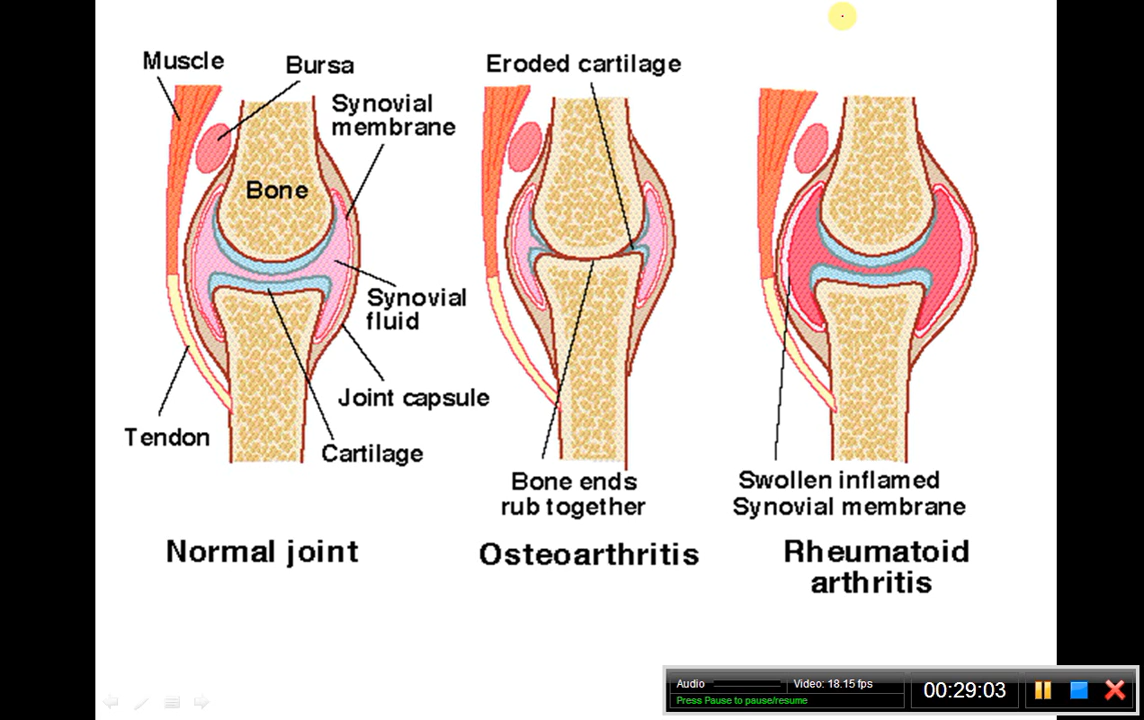 Muscle
Bursa
Synovial
membrane
Bone
Synovial
fluid
Joint capsule
Tendon
Cartilage
Normal joint
Eroded cartilage
Bone ends
rub together
Osteoarthritis
Swollen inflamed
Synovial membrane
Rheumatoid
arthritis
Audio
Video: 18.15 fps
Press Pause to pause/resume
00:29:03